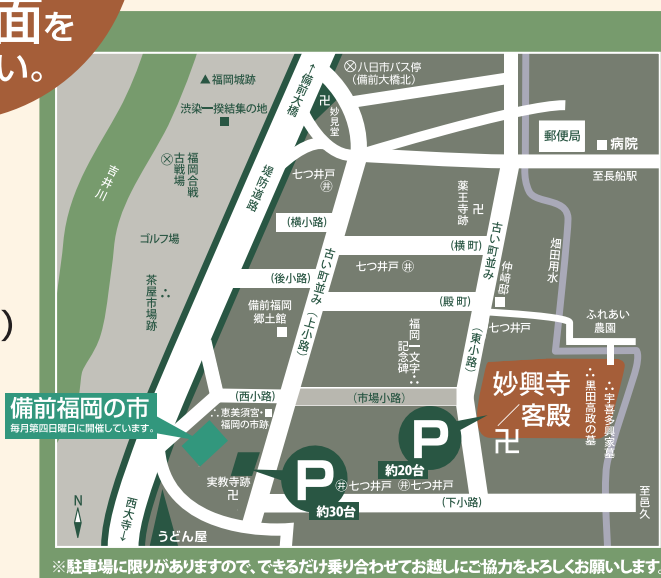 面を
い。
)
↑備前大橋
八日市バス停
(備前大橋北)
▲福岡城跡
渋染一揆結集の地
卍
妙見堂
郵便局
病院
至長船駅
福岡合戦
古戦場
吉井川
堤防道路
七つ井戸
井
薬王寺跡
卍
ゴルフ場
(横小路)
古い町並み
(横町)
古い町並み
畑田用水
七つ井戸 井
仲﨑邸
茶屋市場跡
(後小路)
(殿町)
備前福岡
郷土館
(上小路)
福岡一文字
記念碑
(東小路)
七つ井戸
ふれあい
農園
妙興寺
/客殿
卍
黒田高政の墓
宇喜多興家墓
(西小路)
(市場小路)
備前福岡の市
毎月第四日曜日に開催しています。
恵美須宮・
福岡の市跡
P
約20台
実教寺跡
卍
P
約30台
井七つ井戸
井七つ井戸
(下小路)
至邑久
N
西大寺↓
うどん屋
※駐車場に限りがありますので、できるだけ乗り合わせてお越しにご協力をよろしくお願いします。